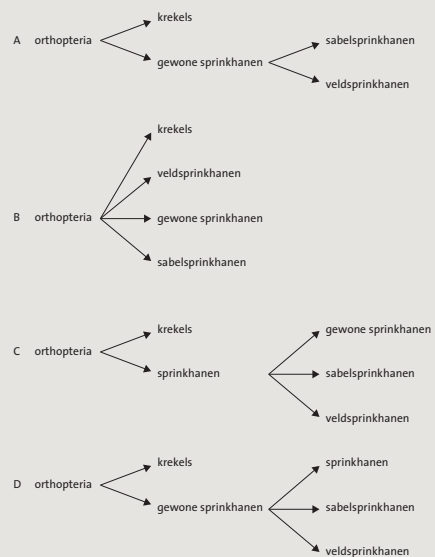 krekels
A orthopteria
sabelsprinkhanen
gewone sprinkhanen
veldsprinkhanen
krekels
veldsprinkhanen
B orthopteria
gewone sprinkhanen
sabelsprinkhanen
krekels
gewone sprinkhanen
C orthopteria
sprinkhanen
sabelsprinkhanen
veldsprinkhanen
krekels
sprinkhanen
D orthopteria
gewone sprinkhanen
sabelsprinkhanen
veldsprinkhanen